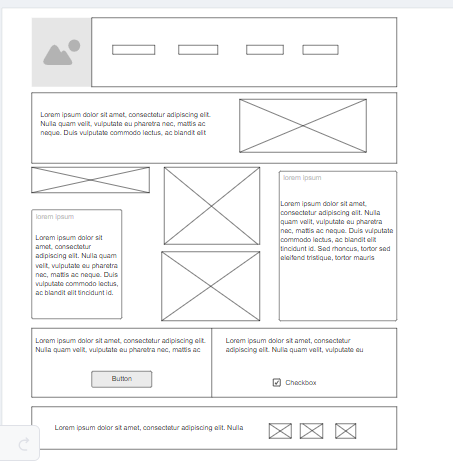 Lorem ipsum dolor sit amet, consectetur adipiscing elit.
Nulla quam velit, vulputate eu pharetra nec, mattis ac
neque. Duis vulputate commodo lectus, ac blandit elit
lorem ipsum
Lorem ipsum dolor sit
amet, consectetur
adipiscing elit. Nulla quam
velit, vulputate eu pharetra
nec, mattis ac neque. Duis
vulputate commodo lectus,
ac blandit elit tincidunt id.
lorem ipsum
Lorem ipsum dolor sit amet,
consectetur adipiscing elit. Nulla
quam velit, vulputate eu pharetra
nec, mattis ac neque. Duis
vulputate commodo lectus, ac
blandit elit tincidunt
tincidunt id. Sed rhoncus, tortor sed
eleifend tristique, tortor mauris
Lorem ipsum dolor sit amet, consectetur adipiscing elit.
Nulla quam velit, vulputate eu pharetra nec, mattis ac
Button
Lorem ipsum dolor sit amet, consectetur
adipiscing elit. Nulla quam velit, vulputate eu
Checkbox
Lorem ipsum dolor sit amet, consectetur adipiscing elit. Nulla